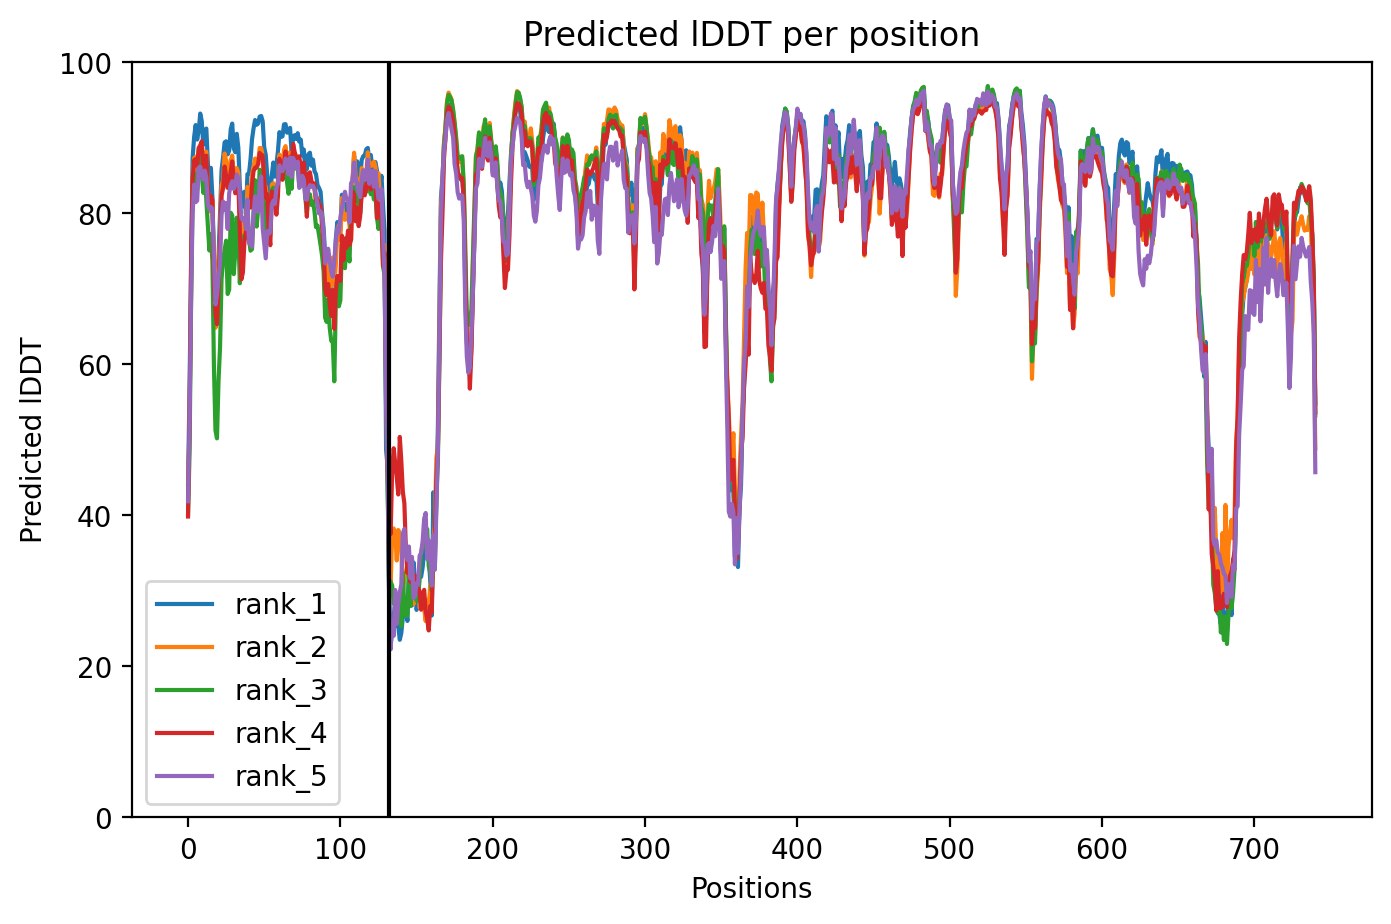 Predicted lDDT per position
Predicted lDDT
100
80
60
40
20
0
rank_1
rank_2
rank_3
rank_4
rank_5
0 100 200 300 400 500 600 700
Positions